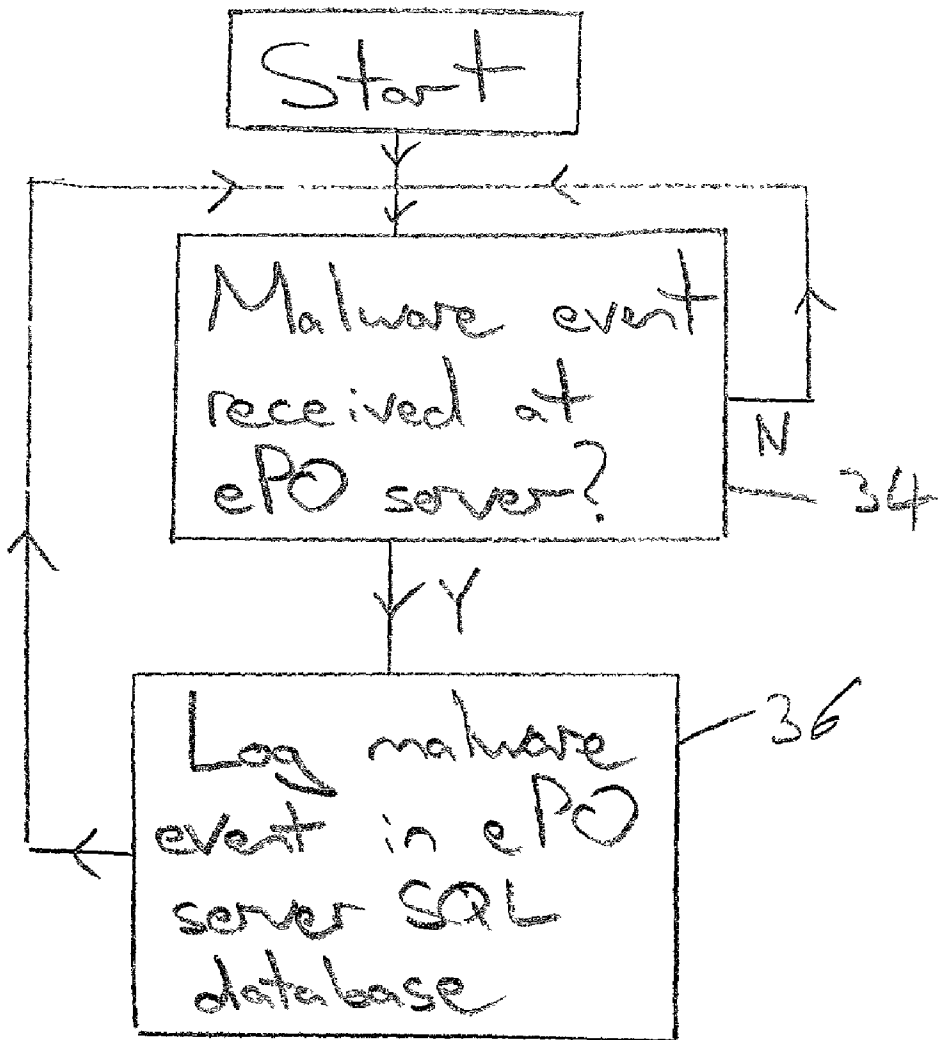 Start
Malware event
received at
ePO server?
N
34
Y
Log malware
event in ePO
server SQL
database
36